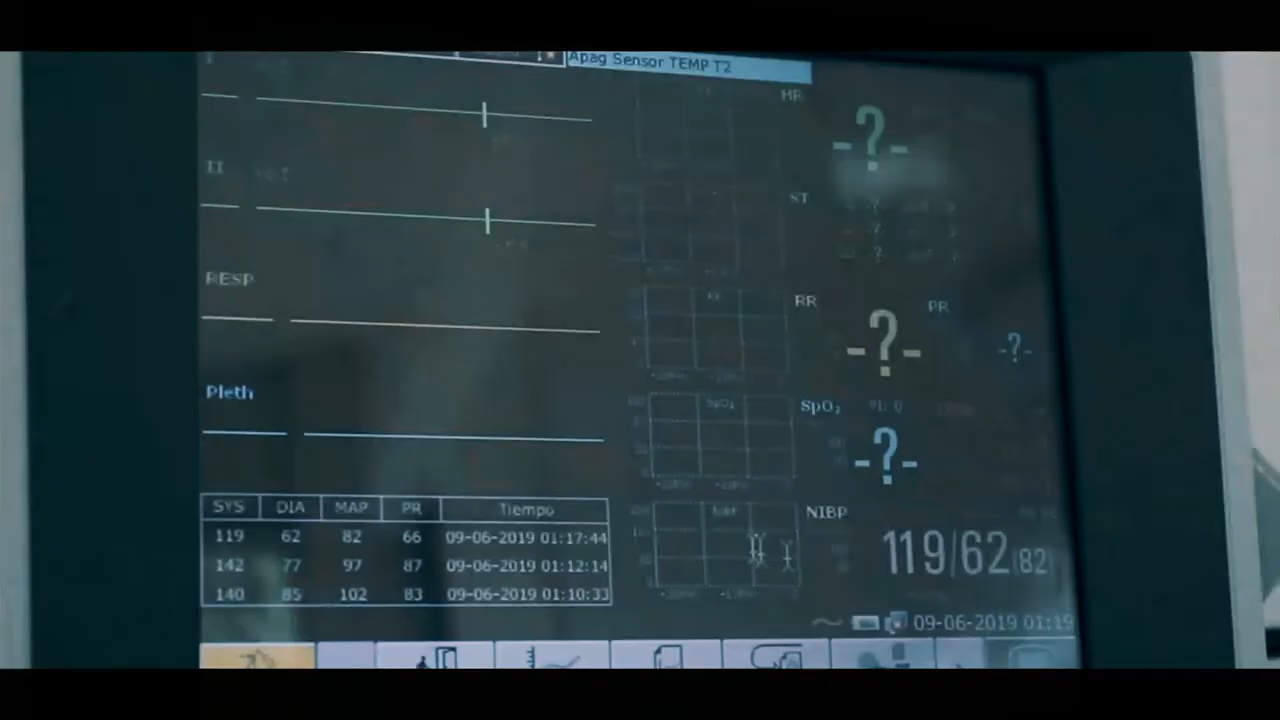 Apag Sensor TEMP T2
I
HR
-?-
II
ST
?
?
?
RESP
RR
PR
-?-
-?-
Pleth
SpO₂
PI: 0
-?-
SYS DIA MAP PR Tiempo
119 62 82 66 09-06-2019 01:17:44
142 77 97 87 09-06-2019 01:12:14
140 85 102 83 09-06-2019 01:10:33
NIBP
119/62 (82)
09-06-2019 01:19